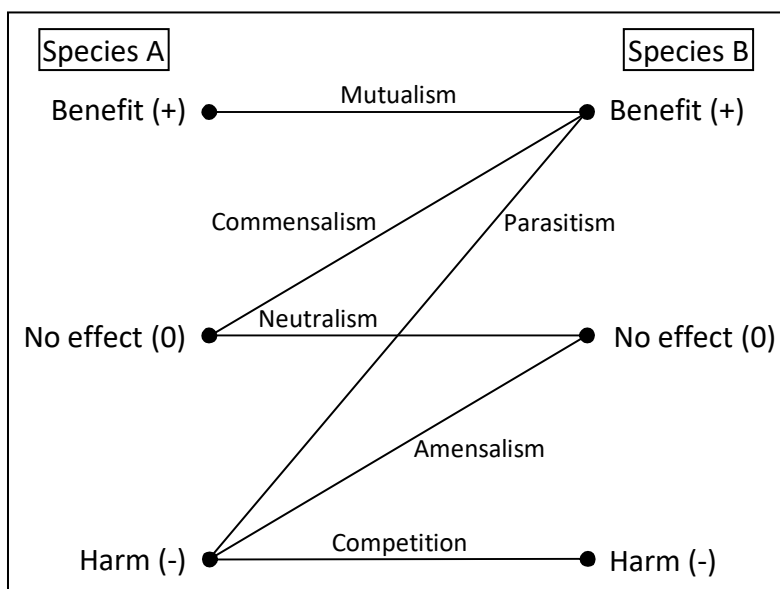 Species A
Species B
Benefit (+)
Mutualism
Benefit (+)
Commensalism
Parasitism
No effect (0)
Neutralism
No effect (0)
Amensalism
Harm (-)
Competition
Harm (-)